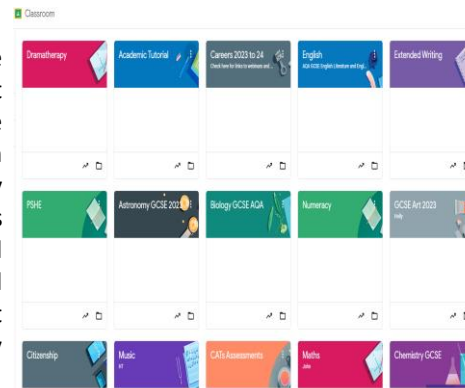 Classroom
Dramatherapy
Academic Tutorial
Careers 2023 to 24
Check here for links to webinars and ...
English
AQA GCSE English Literature and Engl...
Extended Writing
PSHE
Astronomy GCSE
Biology GCSE AQA
Numeracy
GCSE Art 2023
Citizenship
Music
CATs Assessments
Maths
Chemistry GCSE